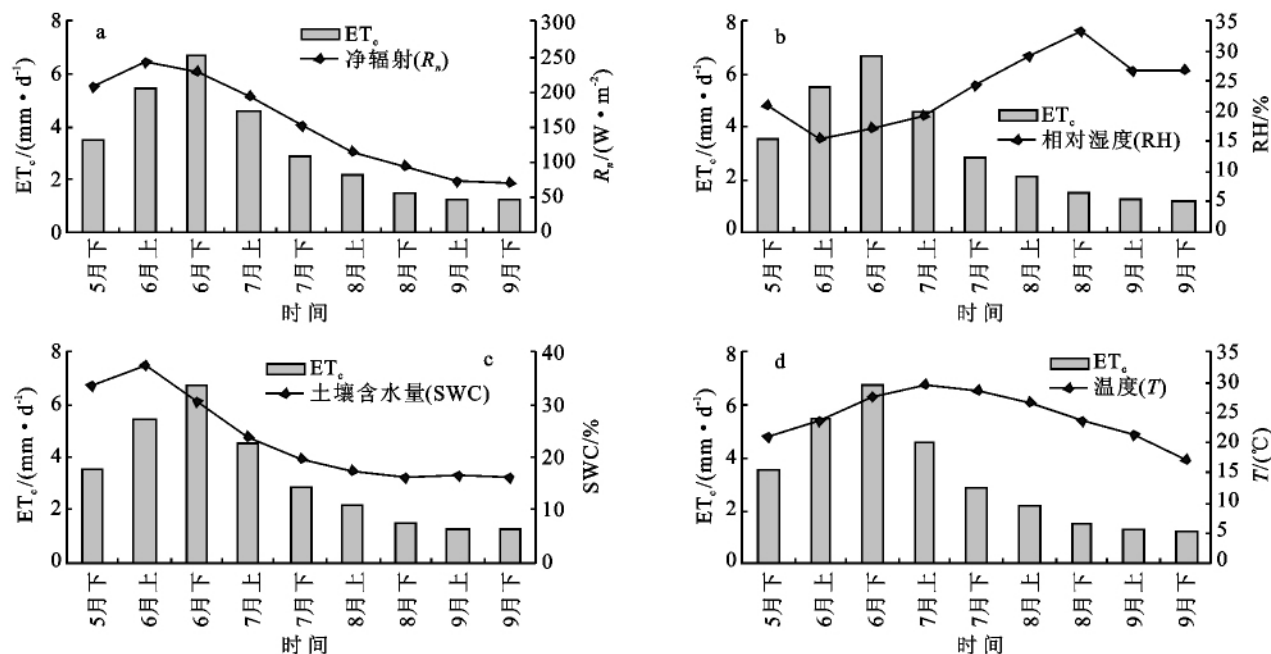 a
ETc
净辐射(Rn)
ETc/(mm·d-1)
8
6
4
2
0
Rn/(W·m-2)
300
250
200
150
100
50
0
5月下
6月上
6月下
7月上
7月下
8月上
8月下
9月上
9月下
时间
b
ETc
相对湿度(RH)
ETc/(mm·d-1)
8
6
4
2
0
RH/%
35
30
25
20
15
10
5
0
5月下
6月上
6月下
7月上
7月下
8月上
8月下
9月上
9月下
时间
c
ETc
土壤含水量(SWC)
ETc/(mm·d-1)
8
6
4
2
0
SWC/%
40
30
20
10
0
5月下
6月上
6月下
7月上
7月下
8月上
8月下
9月上
9月下
时间
d
ETc
温度(T)
ETc/(mm·d-1)
8
6
4
2
0
T/(℃)
35
30
25
20
15
10
5
0
5月下
6月上
6月下
7月上
7月下
8月上
8月下
9月上
9月下
时间